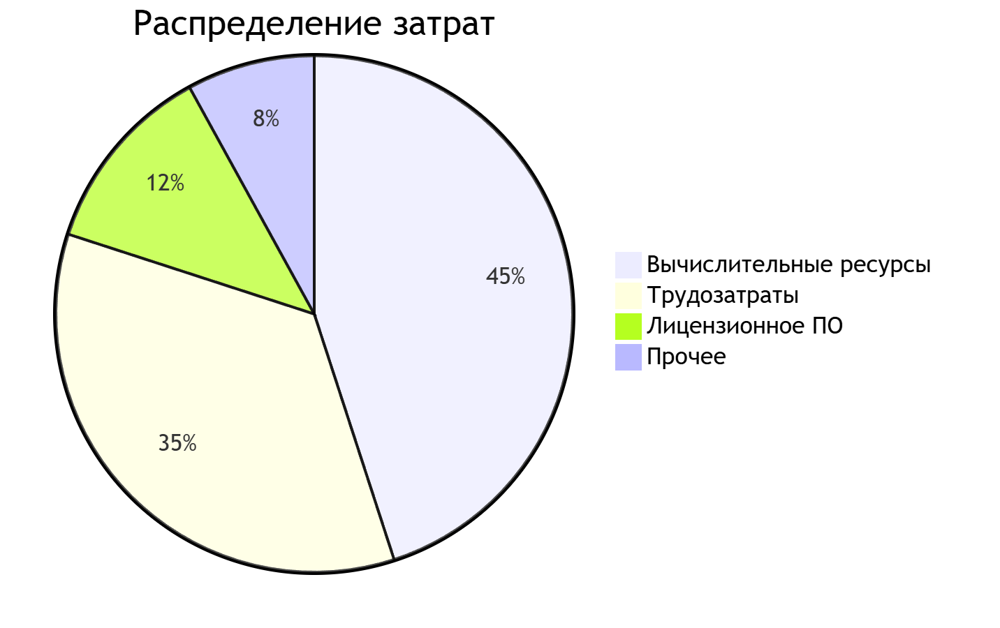 Распределение затрат
8%
12%
45%
35%
Вычислительные ресурсы
Трудозатраты
Лицензионное ПО
Прочее